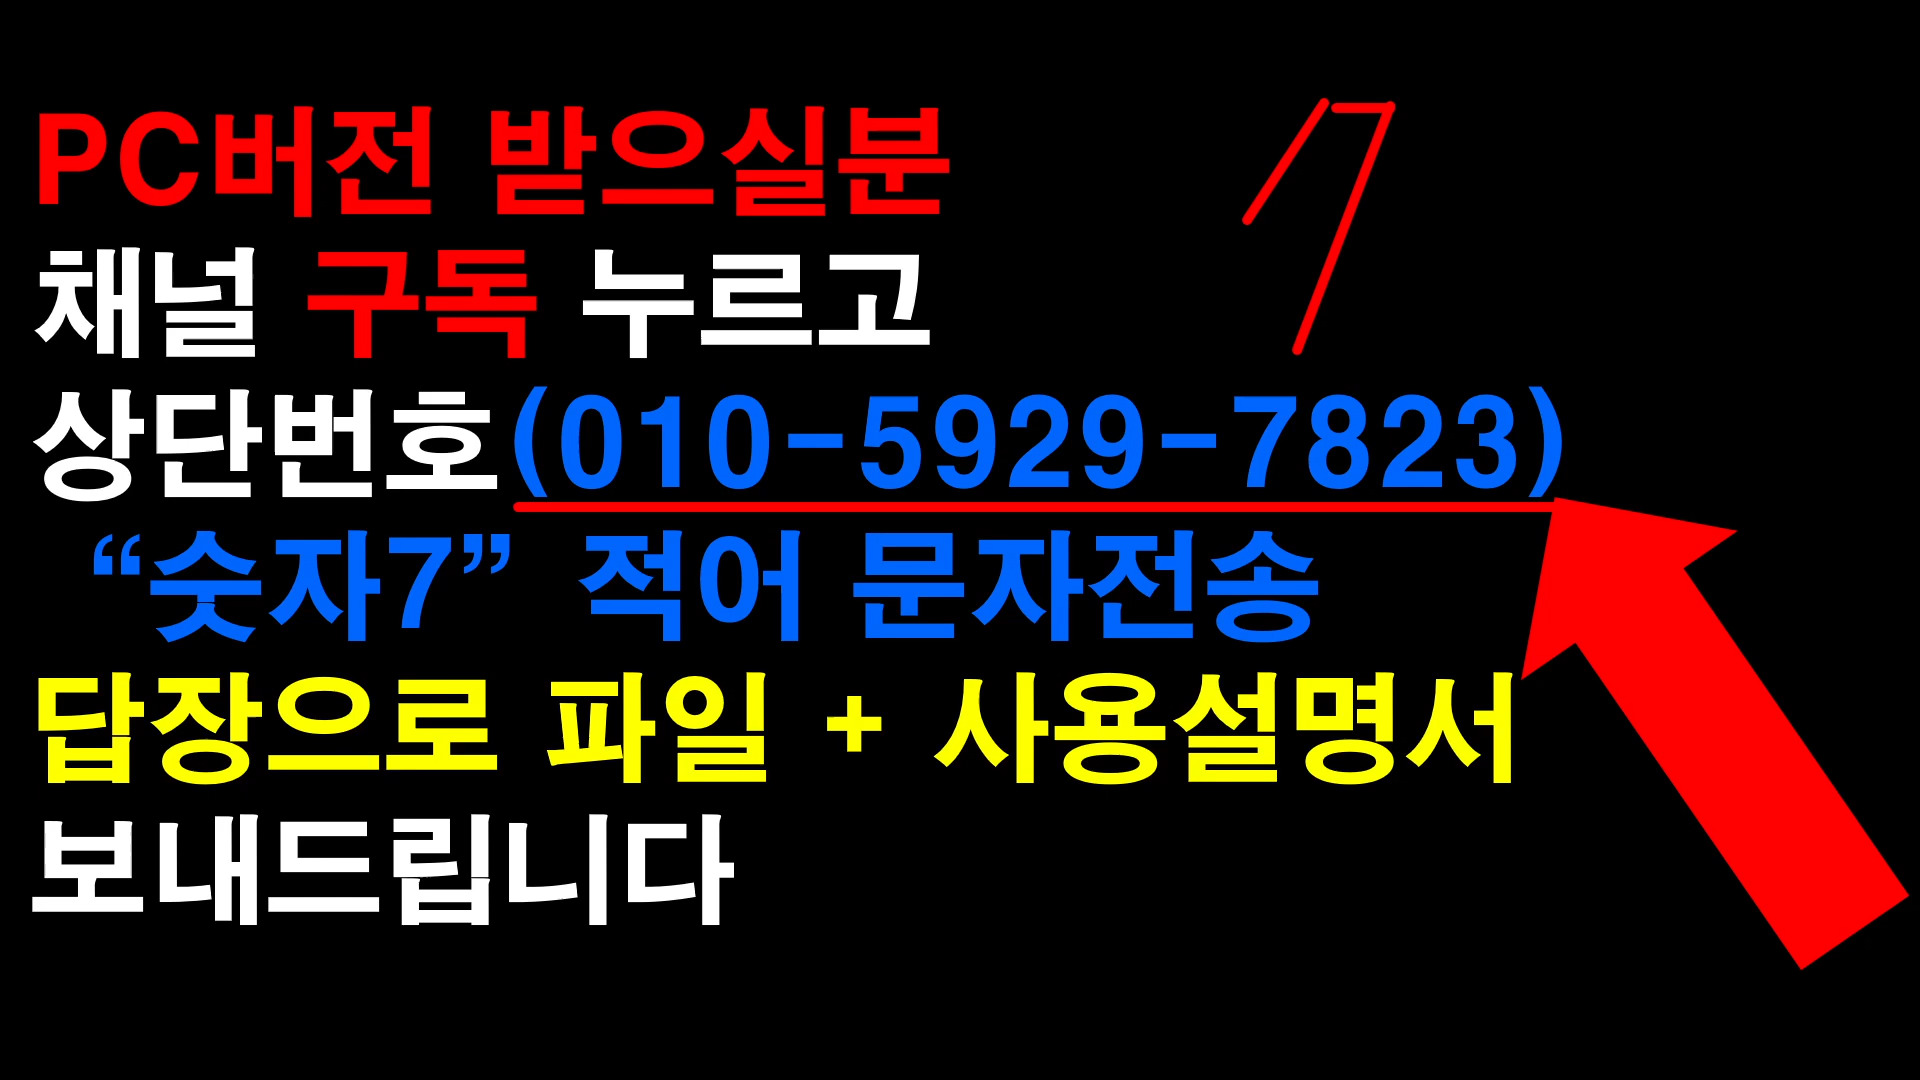 PC버전 받으실분
7
채널 구독 누르고
상단번호(010-5929-7823)
“숫자7” 적어 문자전송
답장으로 파일 + 사용설명서
보내드립니다